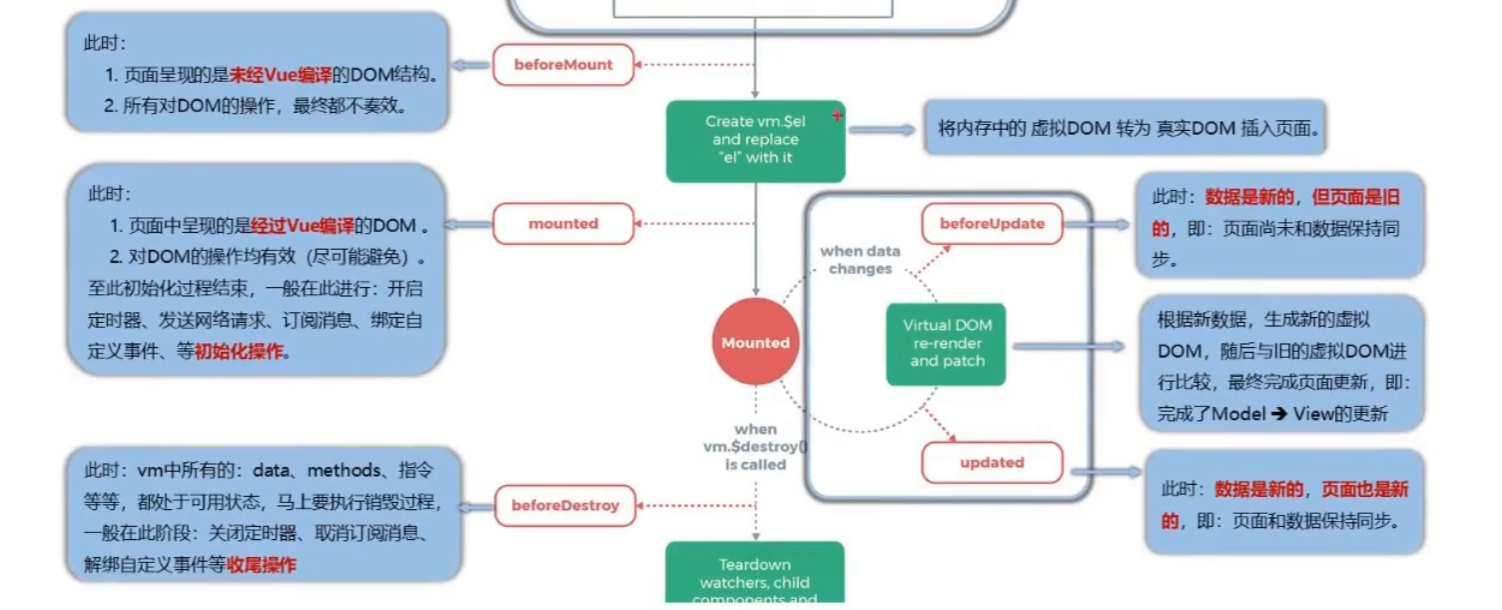 此时：
1. 页面呈现的是未经Vue编译的DOM结构。
2. 所有对DOM的操作，最终都不奏效。
beforeMount
Create vm.$el
and replace
"el" with it
将内存中的 虚拟DOM 转为 真实DOM 插入页面。
此时：
1. 页面中呈现的是经过Vue编译的DOM 。
2. 对DOM的操作均有效（尽可能避免）。
至此初始化过程结束，一般在此进行：开启
定时器、发送网络请求、订阅消息、绑定自
定义事件、等初始化操作。
mounted
beforeUpdate
此时：数据是新的，但页面是旧
的，即：页面尚未和数据保持同
步。
when data
changes
Mounted
Virtual DOM
re-render
and patch
根据新数据，生成新的虚拟
DOM，随后与旧的虚拟DOM进
行比较，最终完成页面更新，即：
完成了Model ➔ View的更新
when
vm.$destroy()
is called
updated
此时：数据是新的，页面也是新
的，即：页面和数据保持同步。
此时：vm中所有的：data、methods、指令
等等，都处于可用状态，马上要执行销毁过程，
一般在此阶段：关闭定时器、取消订阅消息、
解绑自定义事件等收尾操作
beforeDestroy
Teardown
watchers, child
components and